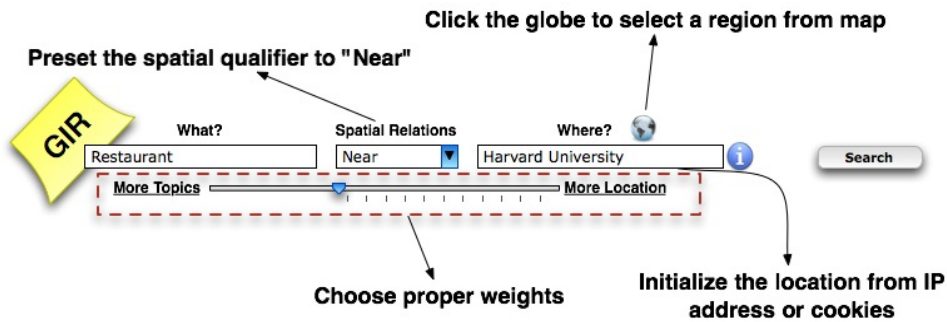 Click the globe to select a region from map
Preset the spatial qualifier to "Near"
GIR
What?
Spatial Relations
Where?
Restaurant
Near
Harvard University
i
Search
More Topics
More Location
Choose proper weights
Initialize the location from IP
address or cookies